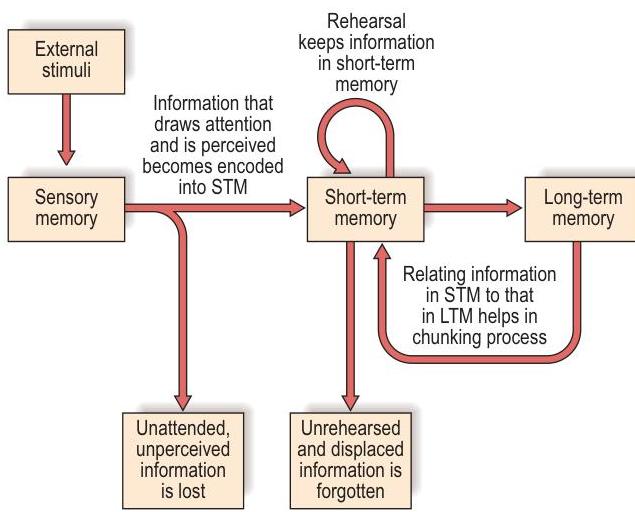 External
stimuli
Rehearsal
keeps information
in short-term
memory
Information that
draws attention
and is perceived
becomes encoded
into STM
Sensory
memory
Short-term
memory
Long-term
memory
Relating information
in STM to that
in LTM helps in
chunking process
Unattended,
unperceived
information
is lost
Unrehearsed
and displaced
information is
forgotten